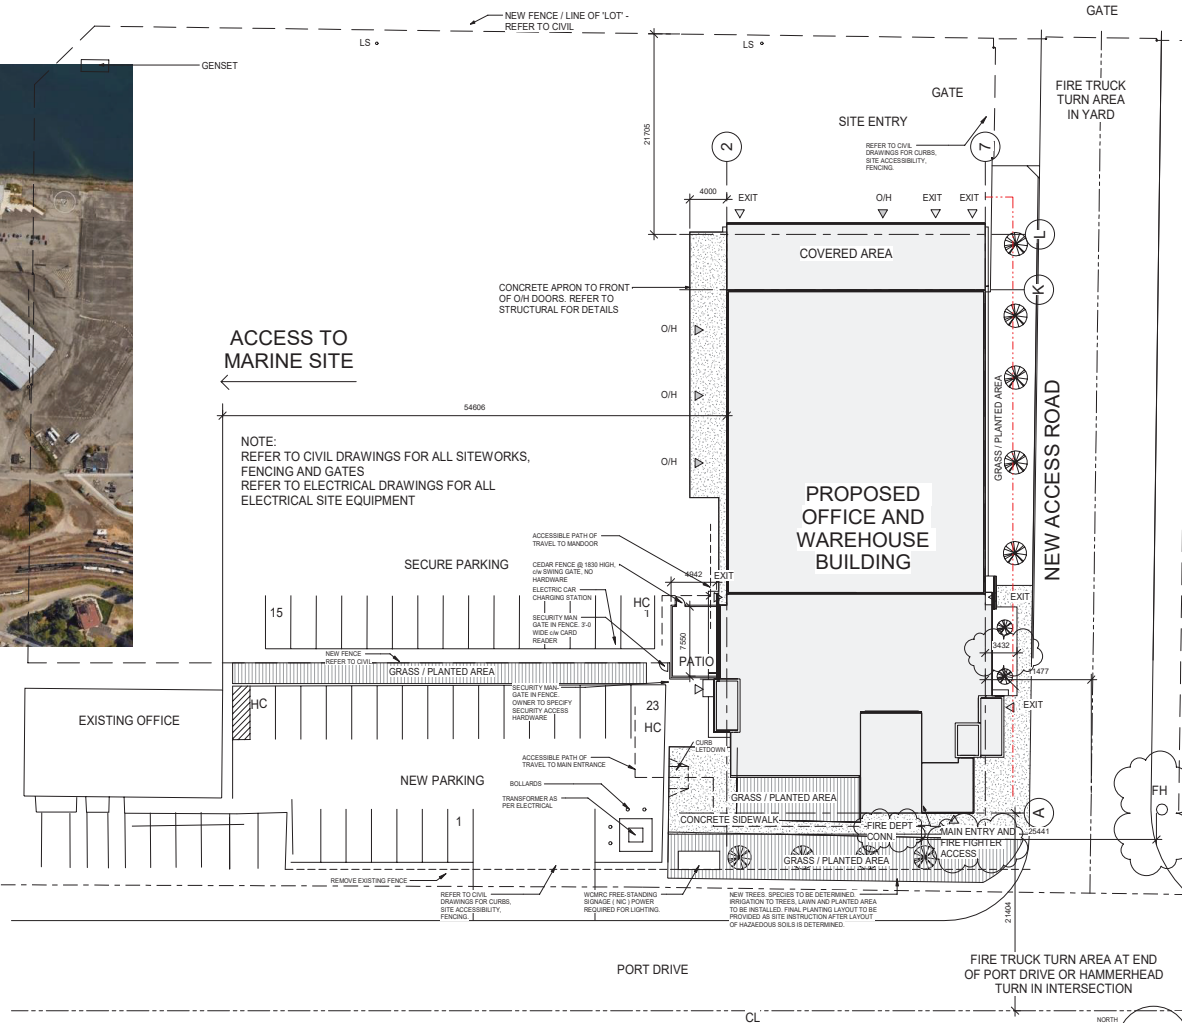 NEW FENCE / LINE OF 'LOT' -
REFER TO CIVIL
GATE
LS
LS
GENSET
FIRE TRUCK
TURN AREA
IN YARD
GATE
SITE ENTRY
REFER TO CIVIL
DRAWINGS FOR CURBS,
SITE ACCESSIBILITY,
FENCING.
21705
2
7
4000
EXIT
O/H
EXIT
EXIT
L
COVERED AREA
K
CONCRETE APRON TO FRONT
OF O/H DOORS. REFER TO
STRUCTURAL FOR DETAILS
O/H
ACCESS TO
MARINE SITE
O/H
54606
GRASS / PLANTED AREA
NEW ACCESS ROAD
NOTE:
REFER TO CIVIL DRAWINGS FOR ALL SITEWORKS,
FENCING AND GATES
REFER TO ELECTRICAL DRAWINGS FOR ALL
ELECTRICAL SITE EQUIPMENT
O/H
PROPOSED
OFFICE AND
WAREHOUSE
BUILDING
ACCESSIBLE PATH OF
TRAVEL TO MANDOOR
SECURE PARKING
CEDAR FENCE @ 1830 HIGH,
c/w SWING GATE, NO
HARDWARE
4942
EXIT
ELECTRIC CAR
CHARGING STATION
15
HC
1
EXIT
SECURITY MAN
GATE IN FENCE. 3'-0
WIDE c/w CARD
READER
7550
3432
NEW FENCE
REFER TO CIVIL
GRASS / PLANTED AREA
PATIO
11477
SECURITY MAN-
GATE IN FENCE.
OWNER TO SPECIFY
SECURITY ACCESS
HARDWARE
HC
23
HC
EXIT
EXISTING OFFICE
CURB
LETDOWN
ACCESSIBLE PATH OF
TRAVEL TO MAIN ENTRANCE
NEW PARKING
BOLLARDS
TRANSFORMER AS
PER ELECTRICAL
GRASS / PLANTED AREA
FH
A
1
CONCRETE SIDEWALK
FIRE DEPT
CONN.
MAIN ENTRY AND
FIRE FIGHTER
ACCESS
25441
GRASS / PLANTED AREA
REMOVE EXISTING FENCE
REFER TO CIVIL
DRAWINGS FOR CURBS,
SITE ACCESSIBILITY,
FENCING.
WCMRC FREE-STANDING
SIGNAGE ( NIC ) POWER
REQUIRED FOR LIGHTING.
NEW TREES. SPECIES TO BE DETERMINED.
IRRIGATION TO TREES, LAWN AND PLANTED AREA
TO BE INSTALLED. FINAL PLANTING LAYOUT TO BE
PROVIDED AS SITE INSTRUCTION AFTER LAYOUT
OF HAZAEDOUS SOILS IS DETERMINED.
21404
PORT DRIVE
FIRE TRUCK TURN AREA AT END
OF PORT DRIVE OR HAMMERHEAD
TURN IN INTERSECTION
CL
NORTH